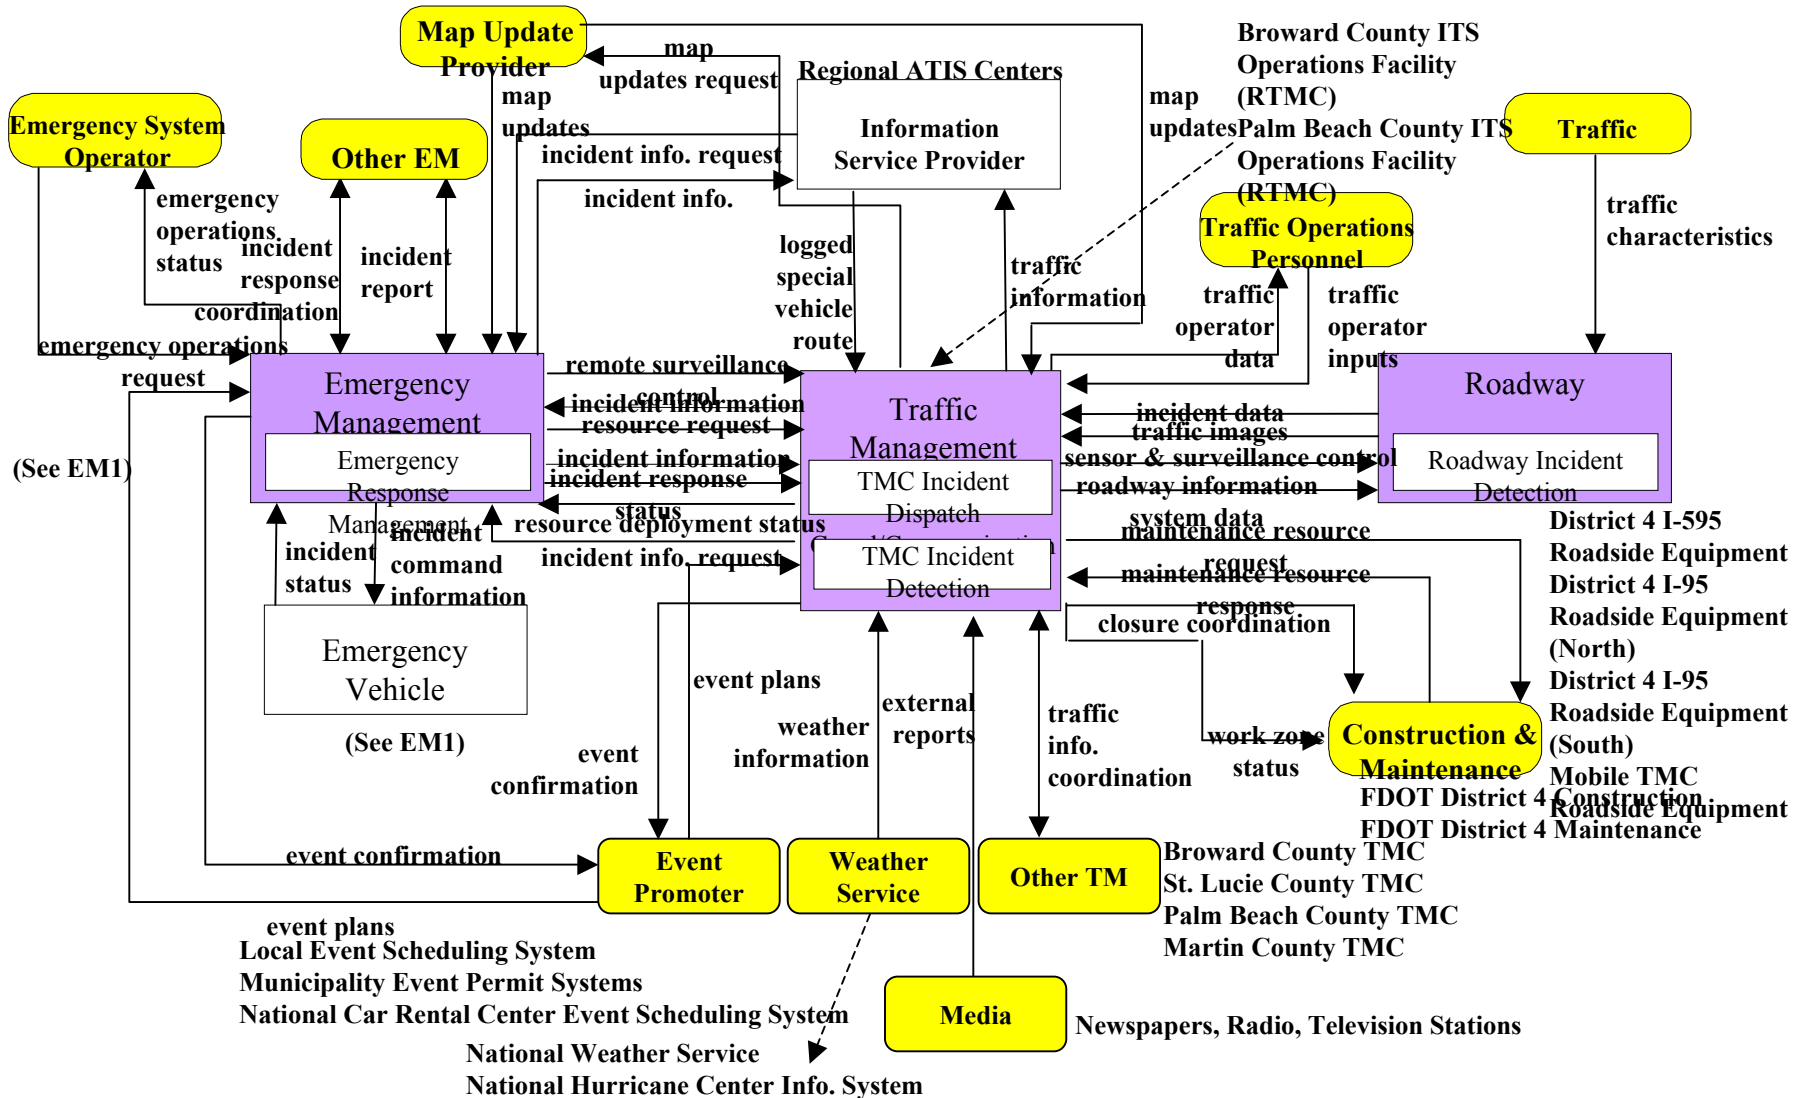 Map Update
Provider
map
updates request
map
updates
Regional ATIS Centers
Information
Service Provider
map
updates
Broward County ITS
Operations Facility
(RTMC)
Palm Beach County ITS
Operations Facility
(RTMC)
Traffic
Emergency System
Operator
Other EM
incident info. request
incident info.
emergency
operations
status
incident
response
coordination
incident
report
logged
special
vehicle
route
traffic
information
Traffic Operations
Personnel
traffic
operator
data
traffic
operator
inputs
traffic
characteristics
emergency operations
request
(See EM1)
Emergency
Management
Emergency
Response
Management
remote surveillance
control
incident information
resource request
incident information
incident response
status
resource deployment status
incident info. request
Traffic
Management
TMC Incident
Dispatch
TMC Incident
Detection
incident data
traffic images
sensor & surveillance control
roadway information
system data
Roadway
Roadway Incident
Detection
maintenance resource
request
maintenance resource
response
closure coordination
District 4 I-595
Roadside Equipment
District 4 I-95
Roadside Equipment
(North)
District 4 I-95
Roadside Equipment
(South)
Mobile TMC
Roadside Equipment
incident
status
incident
command
information
Emergency
Vehicle
(See EM1)
event plans
event
confirmation
weather
information
external
reports
traffic
info.
coordination
work zone
status
Construction &
Maintenance
FDOT District 4 Construction
FDOT District 4 Maintenance
event confirmation
event plans
Event
Promoter
Weather
Service
Other TM
Broward County TMC
St. Lucie County TMC
Palm Beach County TMC
Martin County TMC
Local Event Scheduling System
Municipality Event Permit Systems
National Car Rental Center Event Scheduling System
Media
Newspapers, Radio, Television Stations
National Weather Service
National Hurricane Center Info. System